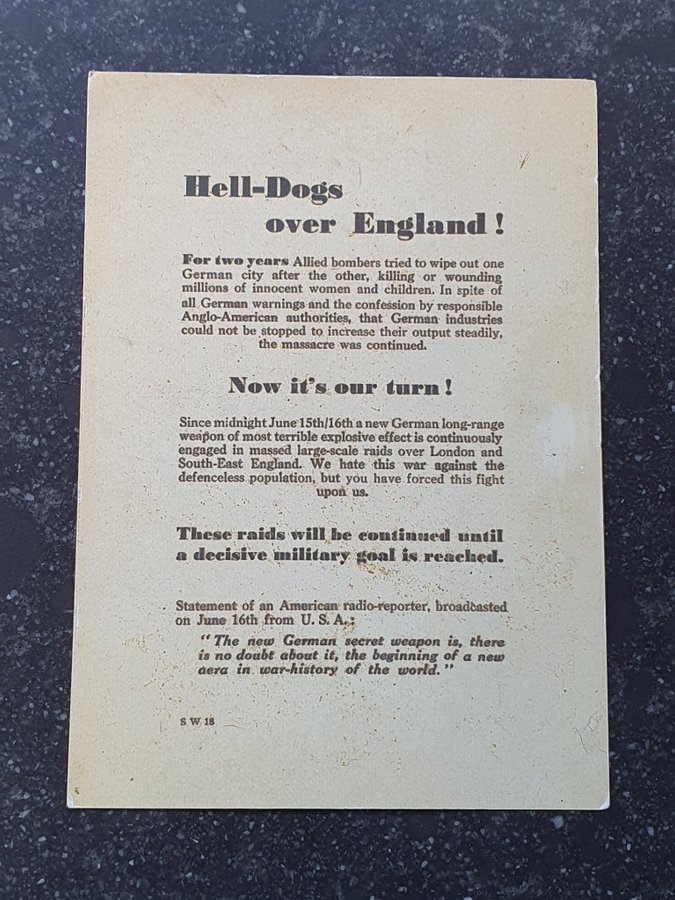 Hell-Dogs
over England !
For two years Allied bombers tried to wipe out one
German city after the other, killing or wounding
millions of innocent women and children. In spite of
all German warnings and the confession by responsible
Anglo-American authorities, that German industries
could not be stopped to increase their output steadily,
the massacre was continued.
Now it's our turn !
Since midnight June 15th/16th a new German long-range
weapon of most terrible explosive effect is continuously
engaged in massed large-scale raids over London and
South-East England. We hate this war against the
defenceless population, but you have forced this fight
upon us.
These raids will be continued until
a decisive military goal is reached.
Statement of an American radio-reporter, broadcasted
on June 16th from U. S. A.:
"The new German secret weapon is, there
is no doubt about it, the beginning of a new
aera in war-history of the world."
S W 18